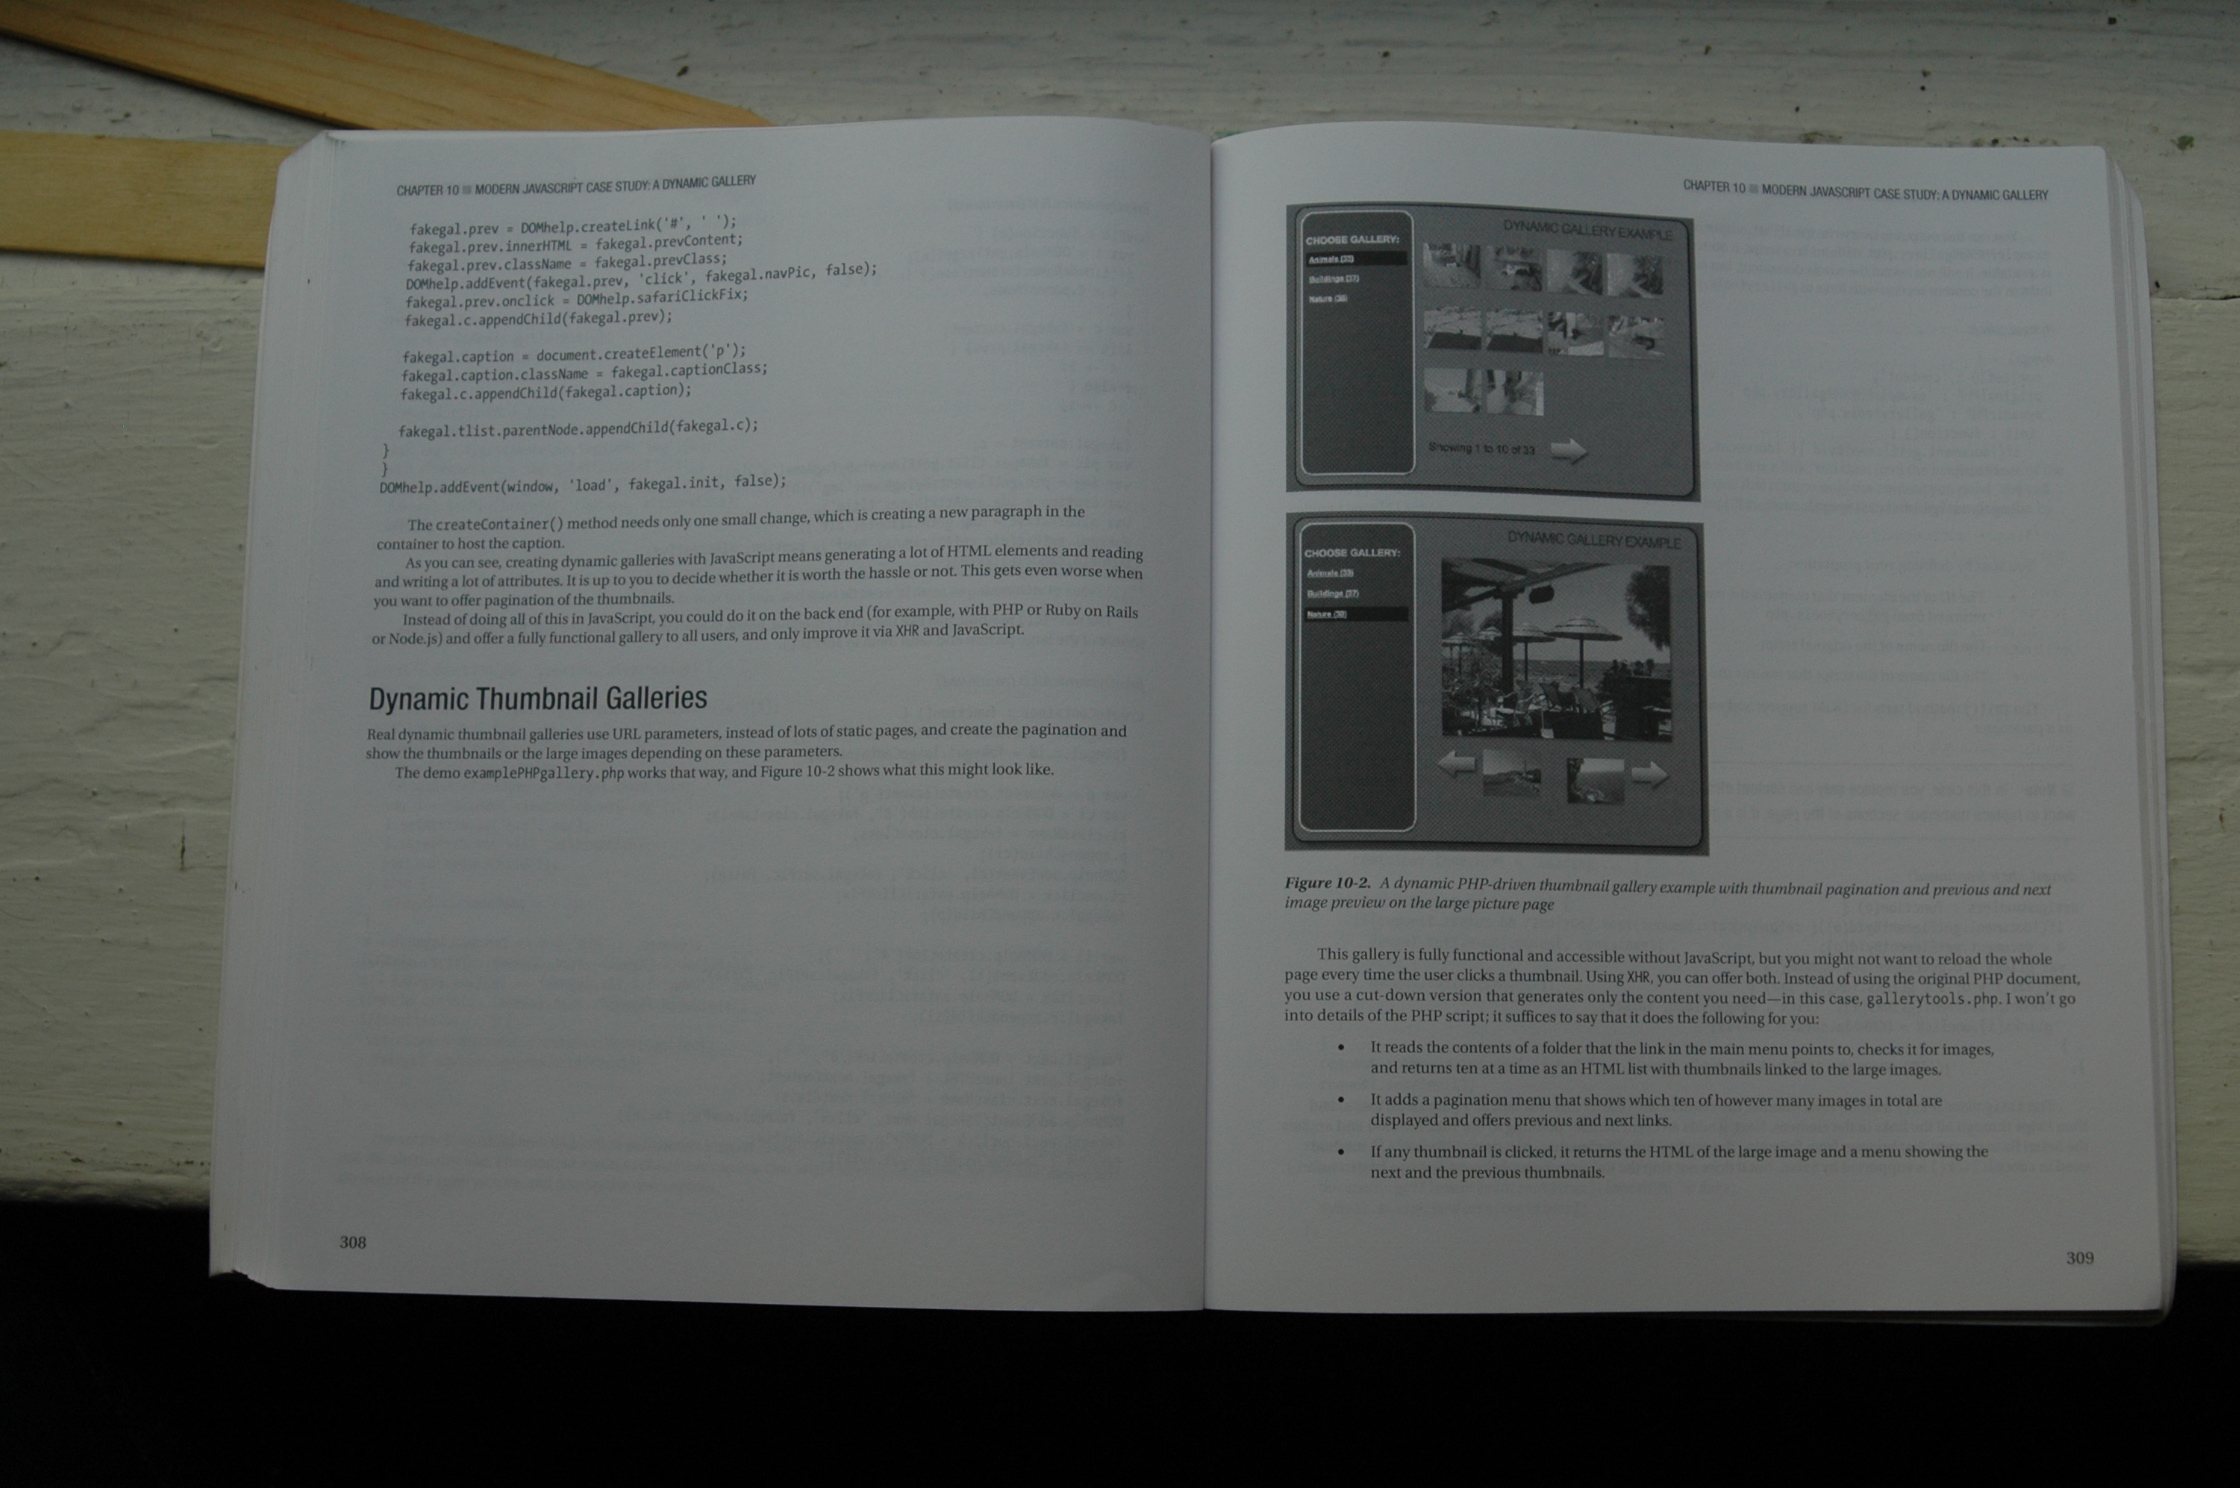 CHAPTER 10 ■ MODERN JAVASCRIPT CASE STUDY: A DYNAMIC GALLERY
fakegal.prev = DOMhelp.createLink('#', ' ');
fakegal.prev.innerHTML = fakegal.prevContent;
fakegal.prev.className = fakegal.prevClass;
DOMhelp.addEvent(fakegal.prev, 'click', fakegal.navPic, false);
fakegal.prev.onclick = DOMhelp.safariClickFix;
fakegal.c.appendChild(fakegal.prev);
fakegal.caption = document.createElement('p');
fakegal.caption.className = fakegal.captionClass;
fakegal.c.appendChild(fakegal.caption);
fakegal.tlist.parentNode.appendChild(fakegal.c);
}
}
DOMhelp.addEvent(window, 'load', fakegal.init, false);
The createContainer() method needs only one small change, which is creating a new paragraph in the
container to host the caption.
As you can see, creating dynamic galleries with JavaScript means generating a lot of HTML elements and reading
and writing a lot of attributes. It is up to you to decide whether it is worth the hassle or not. This gets even worse when
you want to offer pagination of the thumbnails.
Instead of doing all of this in JavaScript, you could do it on the back end (for example, with PHP or Ruby on Rails
or Node.js) and offer a fully functional gallery to all users, and only improve it via XHR and JavaScript.
Dynamic Thumbnail Galleries
Real dynamic thumbnail galleries use URL parameters, instead of lots of static pages, and create the pagination and
show the thumbnails or the large images depending on these parameters.
The demo examplePHPgallery.php works that way, and Figure 10-2 shows what this might look like.
308
CHAPTER 10 ■ MODERN JAVASCRIPT CASE STUDY: A DYNAMIC GALLERY
DYNAMIC GALLERY EXAMPLE
CHOOSE GALLERY:
Animals (33)
Buildings (37)
Nature (38)
Showing 1 to 10 of 33
DYNAMIC GALLERY EXAMPLE
CHOOSE GALLERY:
Animals (33)
Buildings (37)
Nature (38)
Figure 10-2. A dynamic PHP-driven thumbnail gallery example with thumbnail pagination and previous and next
image preview on the large picture page
This gallery is fully functional and accessible without JavaScript, but you might not want to reload the whole
page every time the user clicks a thumbnail. Using XHR, you can offer both. Instead of using the original PHP document,
you use a cut-down version that generates only the content you need—in this case, gallerytools.php. I won't go
into details of the PHP script; it suffices to say that it does the following for you:
• It reads the contents of a folder that the link in the main menu points to, checks it for images,
and returns ten at a time as an HTML list with thumbnails linked to the large images.
• It adds a pagination menu that shows which ten of however many images in total are
displayed and offers previous and next links.
• If any thumbnail is clicked, it returns the HTML of the large image and a menu showing the
next and the previous thumbnails.
309